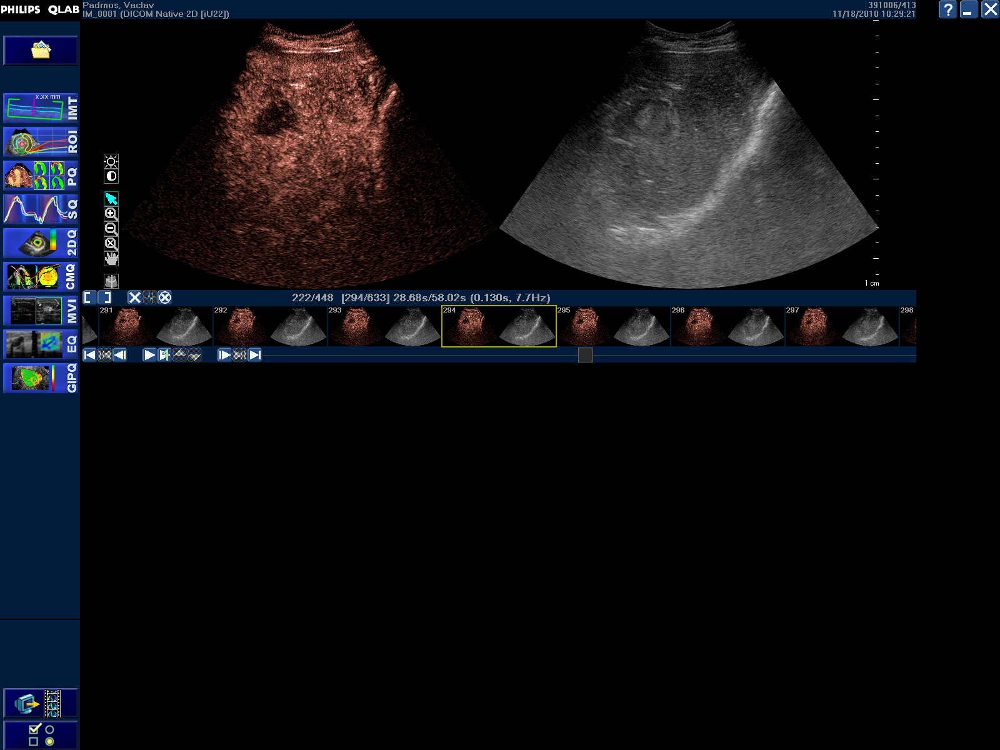 PHILIPS QLAB
Padrnos, Vaclav
IM_0001 (DICOM Native 2D [iU22])
391006/413
11/18/2010 10:29:21
?
x.xx mm
IMT
ROI
PQ
SQ
2DQ
CMQ
MVI
EQ
GIPQ
1 cm
222/448 [294/633] 28.68s/58.02s (0.130s, 7.7Hz)
291 292 293 294 295 296 297 298